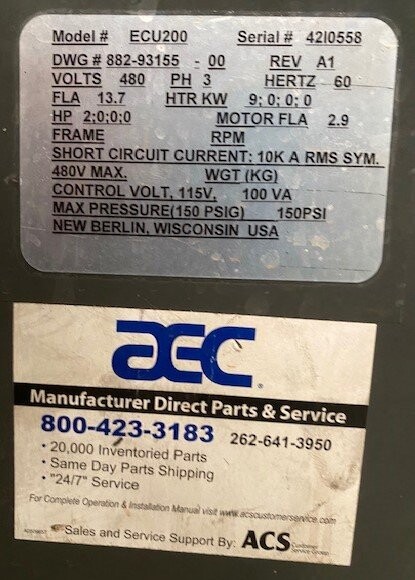 Model # ECU200 Serial # 42I0558
DWG # 882-93155 - 00 REV A1
VOLTS 480 PH 3 HERTZ 60
FLA 13.7 HTR KW 9; 0; 0; 0
HP 2;0;0;0 MOTOR FLA 2.9
FRAME RPM
SHORT CIRCUIT CURRENT: 10K A RMS SYM.
480V MAX. WGT (KG)
CONTROL VOLT, 115V, 100 VA
MAX PRESSURE(150 PSIG) 150PSI
NEW BERLIN, WISCONSIN USA
AEC®
Manufacturer Direct Parts & Service
800-423-3183 262-641-3950
• 20,000 Inventoried Parts
• Same Day Parts Shipping
• "24/7" Service
For Complete Operation & Installation Manual visit www.acscustomerservice.com
Sales and Service Support By: ACS Customer Service Group